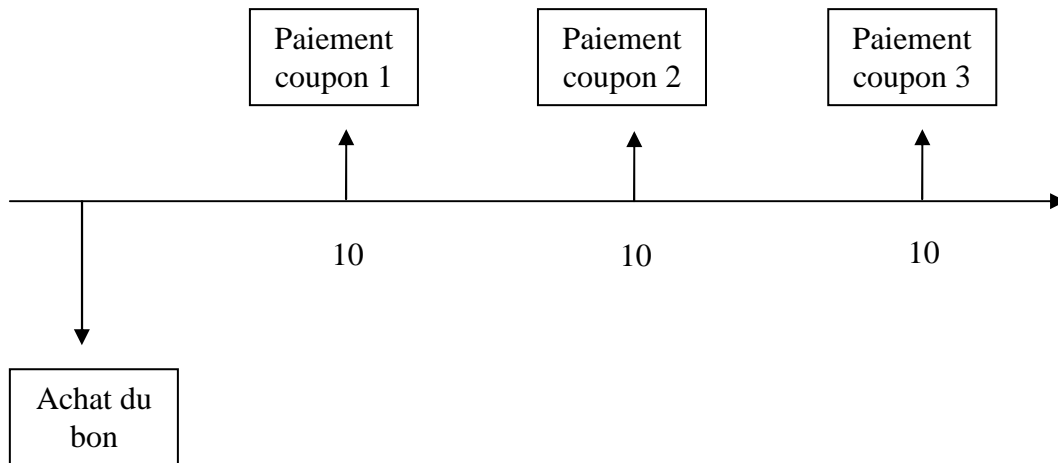 Paiement
coupon 1
Paiement
coupon 2
Paiement
coupon 3
10
10
10
Achat du
bon